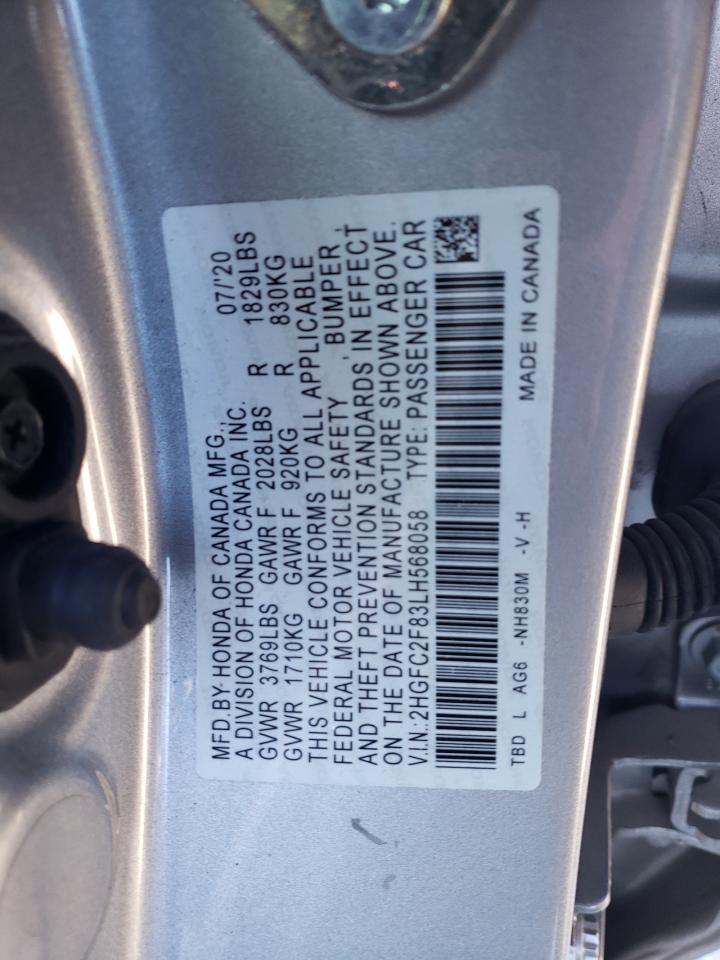 MFD.BY HONDA OF CANADA MFG.,            07/'20
A DIVISION OF HONDA CANADA INC.
GVWR 3769LBS GAWR F 2028LBS R 1829LBS
GVWR 1710KG GAWR F 920KG R 830KG
THIS VEHICLE CONFORMS TO ALL APPLICABLE
FEDERAL MOTOR VEHICLE SAFETY, BUMPER,
AND THEFT PREVENTION STANDARDS IN EFFECT
ON THE DATE OF MANUFACTURE SHOWN ABOVE.
V.I.N.: 2HGFC2F83LH568058 TYPE: PASSENGER CAR
TBD L AG6 -NH830M -V -H MADE IN CANADA